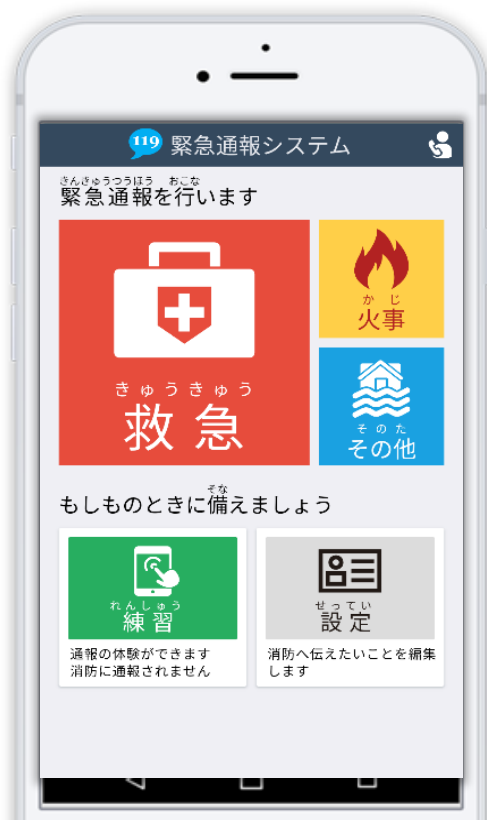 119 緊急通報システム
きんきゅうつうほう おこな
緊急通報を行います
きゅうきゅう
救急
かじ
火事
そのた
その他
そな
もしものときに備えましょう
れんしゅう
練習
通報の体験ができます
消防に通報されません
せってい
設定
消防へ伝えたいことを編集
します